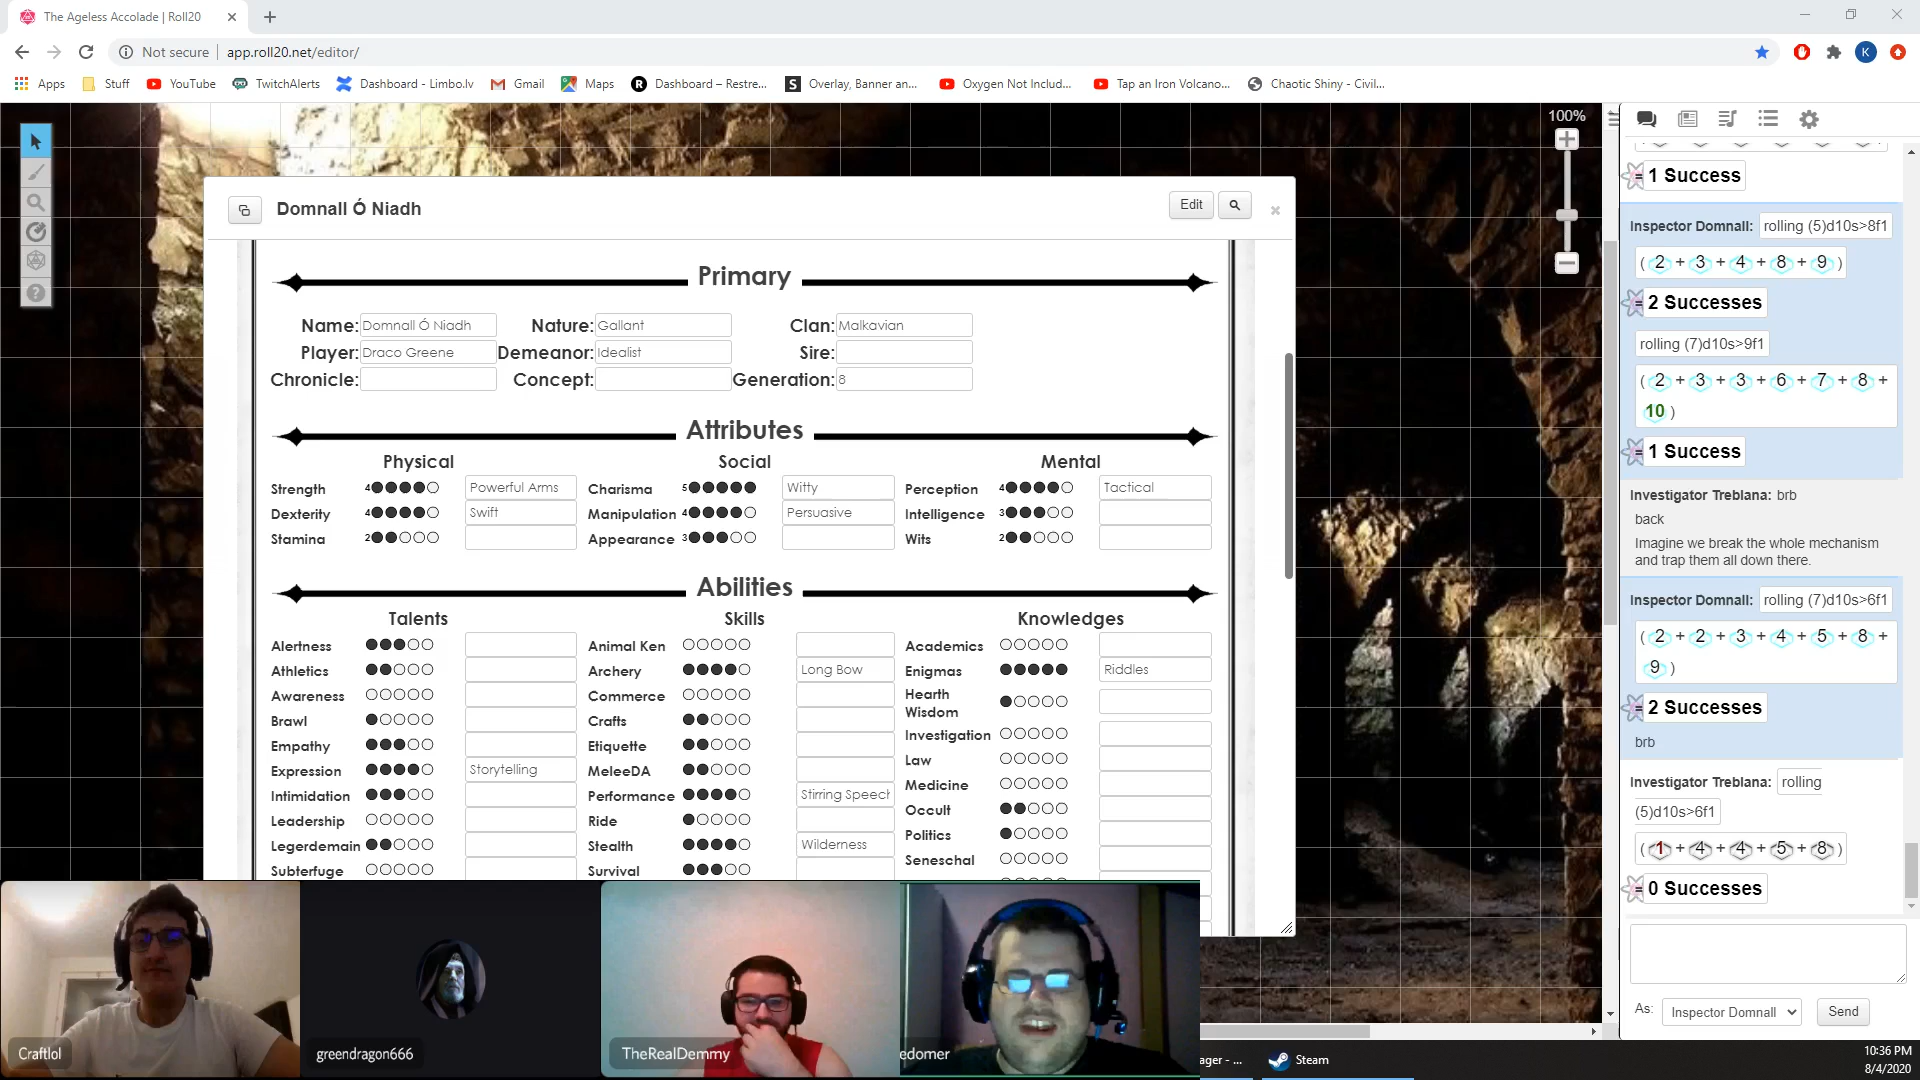 The Ageless Accolade | Roll20
Not secure app.roll20.net/editor/
Apps Stuff YouTube TwitchAlerts Dashboard - Limbo.lv Gmail Maps Dashboard – Restre... Overlay, Banner an... Oxygen Not Includ... Tap an Iron Volcano... Chaotic Shiny - Civil...
100%
Domnall Ó Niadh
Edit
Primary
Name: Domnall Ó Niadh Nature: Gallant Clan: Malkavian
Player: Draco Greene Demeanor: Idealist Sire:
Chronicle: Concept: Generation: 8
Attributes
Physical Social Mental
Strength 4 Powerful Arms Charisma 5 Witty Perception 4 Tactical
Dexterity 4 Swift Manipulation 4 Persuasive Intelligence 3
Stamina 2 Appearance 3 Wits 2
Abilities
Talents Skills Knowledges
Alertness Animal Ken Academics
Athletics Archery Long Bow Enigmas Riddles
Awareness Commerce Hearth Wisdom
Brawl Crafts
Empathy Etiquette Investigation
Expression Storytelling MeleeDA Law
Intimidation Performance Stirring Speech Medicine
Leadership Ride Occult
Legerdemain Stealth Wilderness Politics
Subterfuge Survival Seneschal
= 1 Success
Inspector Domnall: rolling (5)d10s>8f1
(2+3+4+8+9)
= 2 Successes
rolling (7)d10s>9f1
(2+3+3+6+7+8+
10)
= 1 Success
Investigator Treblana: brb
back
Imagine we break the whole mechanism
and trap them all down there.
Inspector Domnall: rolling (7)d10s>6f1
(2+2+3+4+5+8+
9)
= 2 Successes
brb
Investigator Treblana: rolling
(5)d10s>6f1
(1+4+4+5+8)
= 0 Successes
As: Inspector Domnall Send
Craftlol
greendragon666
TheRealDemmy
edomer
ager - ...
Steam
10:36 PM
8/4/2020
K